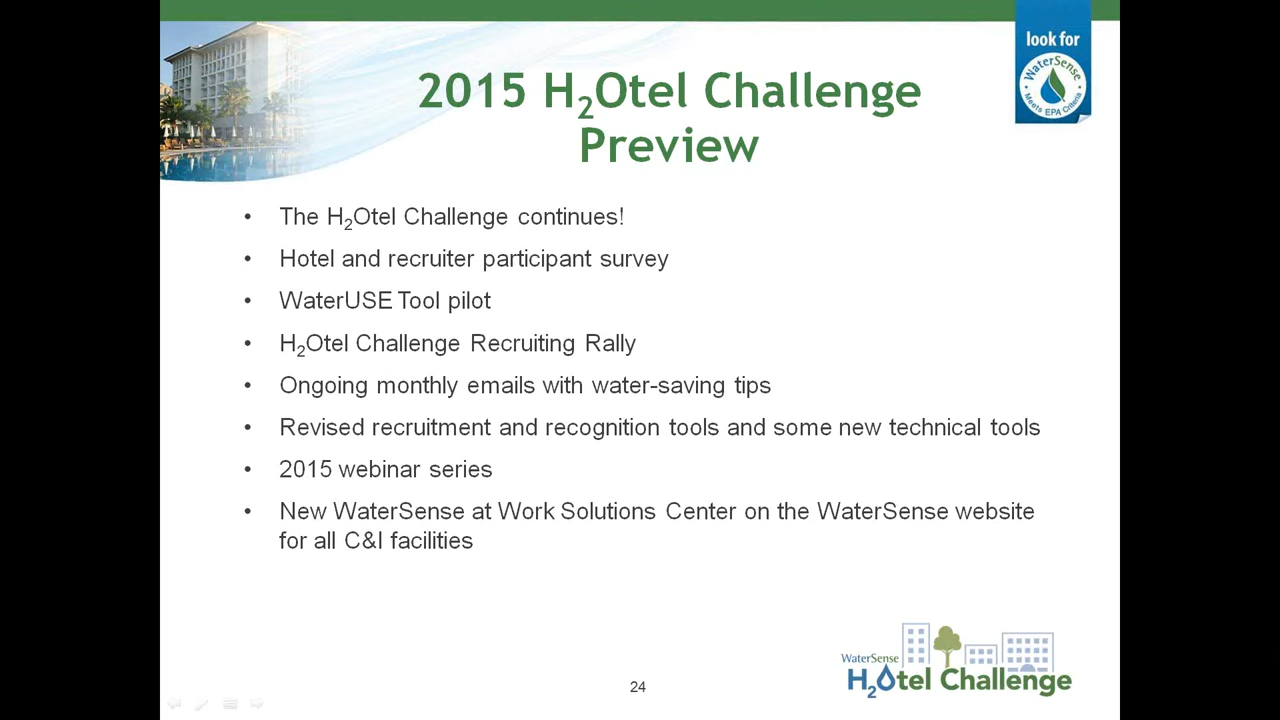 look for
WaterSense
Meets EPA Criteria
2015 H₂Otel Challenge
Preview
• The H₂Otel Challenge continues!
• Hotel and recruiter participant survey
• WaterUSE Tool pilot
• H₂Otel Challenge Recruiting Rally
• Ongoing monthly emails with water-saving tips
• Revised recruitment and recognition tools and some new technical tools
• 2015 webinar series
• New WaterSense at Work Solutions Center on the WaterSense website
for all C&I facilities
WaterSense
H₂Otel Challenge
24